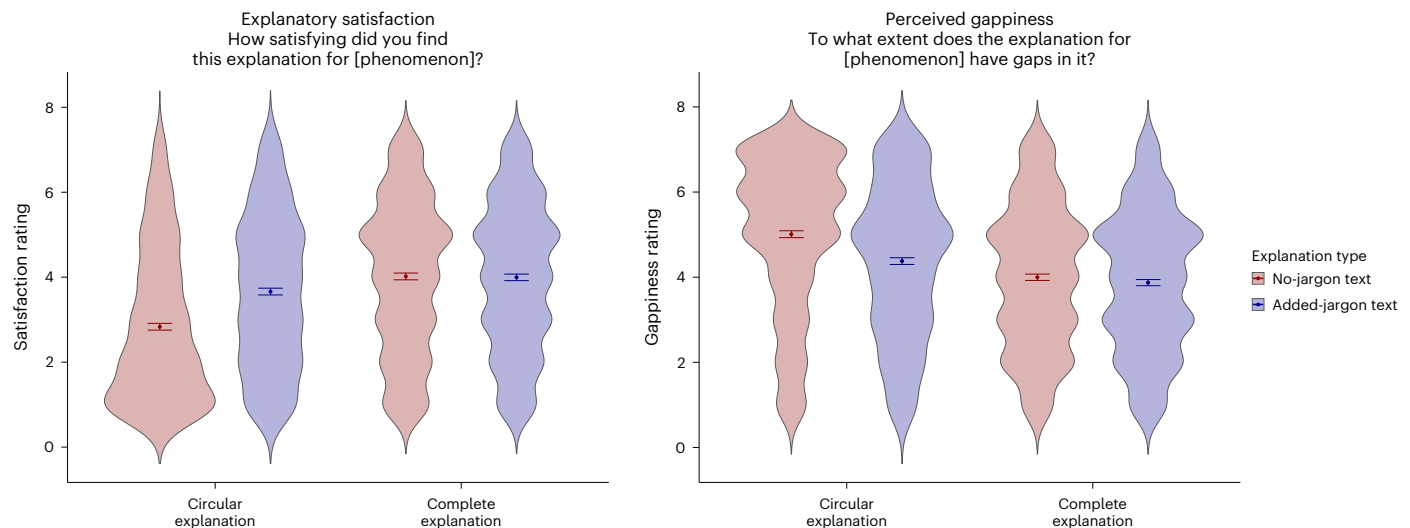 Explanatory satisfaction
How satisfying did you find
this explanation for [phenomenon]?
Satisfaction rating
8
6
4
2
0
Circular
explanation
Complete
explanation
Perceived gappiness
To what extent does the explanation for
[phenomenon] have gaps in it?
Gappiness rating
8
6
4
2
0
Circular
explanation
Complete
explanation
Explanation type
No-jargon text
Added-jargon text